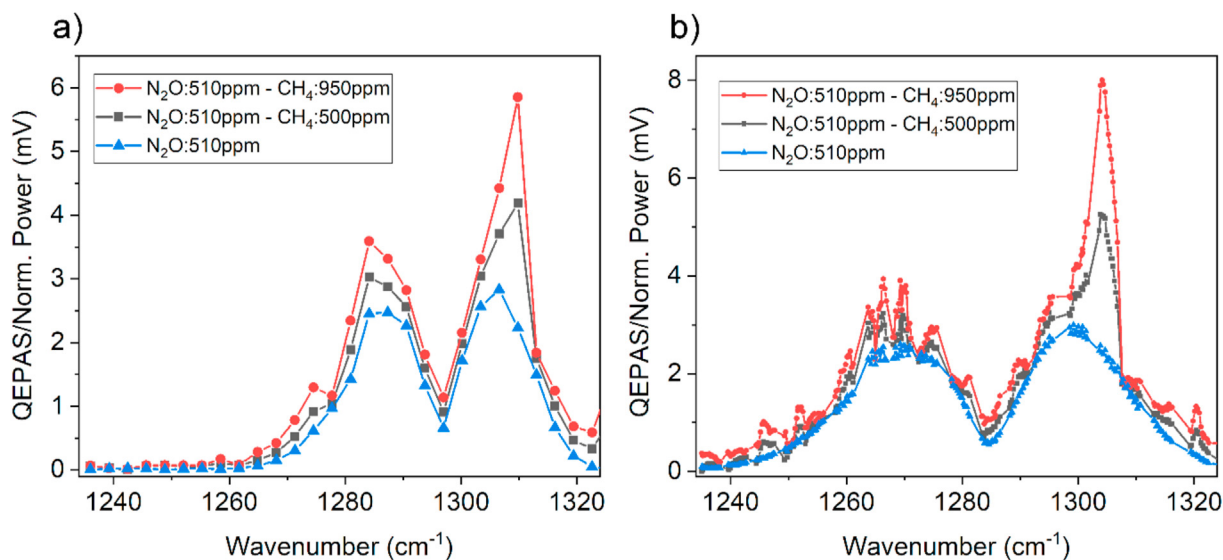 a)
QEPAS/Norm. Power (mV)
6
5
4
3
2
1
0
N₂O:510ppm - CH₄:950ppm
N₂O:510ppm - CH₄:500ppm
N₂O:510ppm
1240 1260 1280 1300 1320
Wavenumber (cm⁻¹)
b)
QEPAS/Norm. Power (mV)
8
6
4
2
0
N₂O:510ppm - CH₄:950ppm
N₂O:510ppm - CH₄:500ppm
N₂O:510ppm
1240 1260 1280 1300 1320
Wavenumber (cm⁻¹)